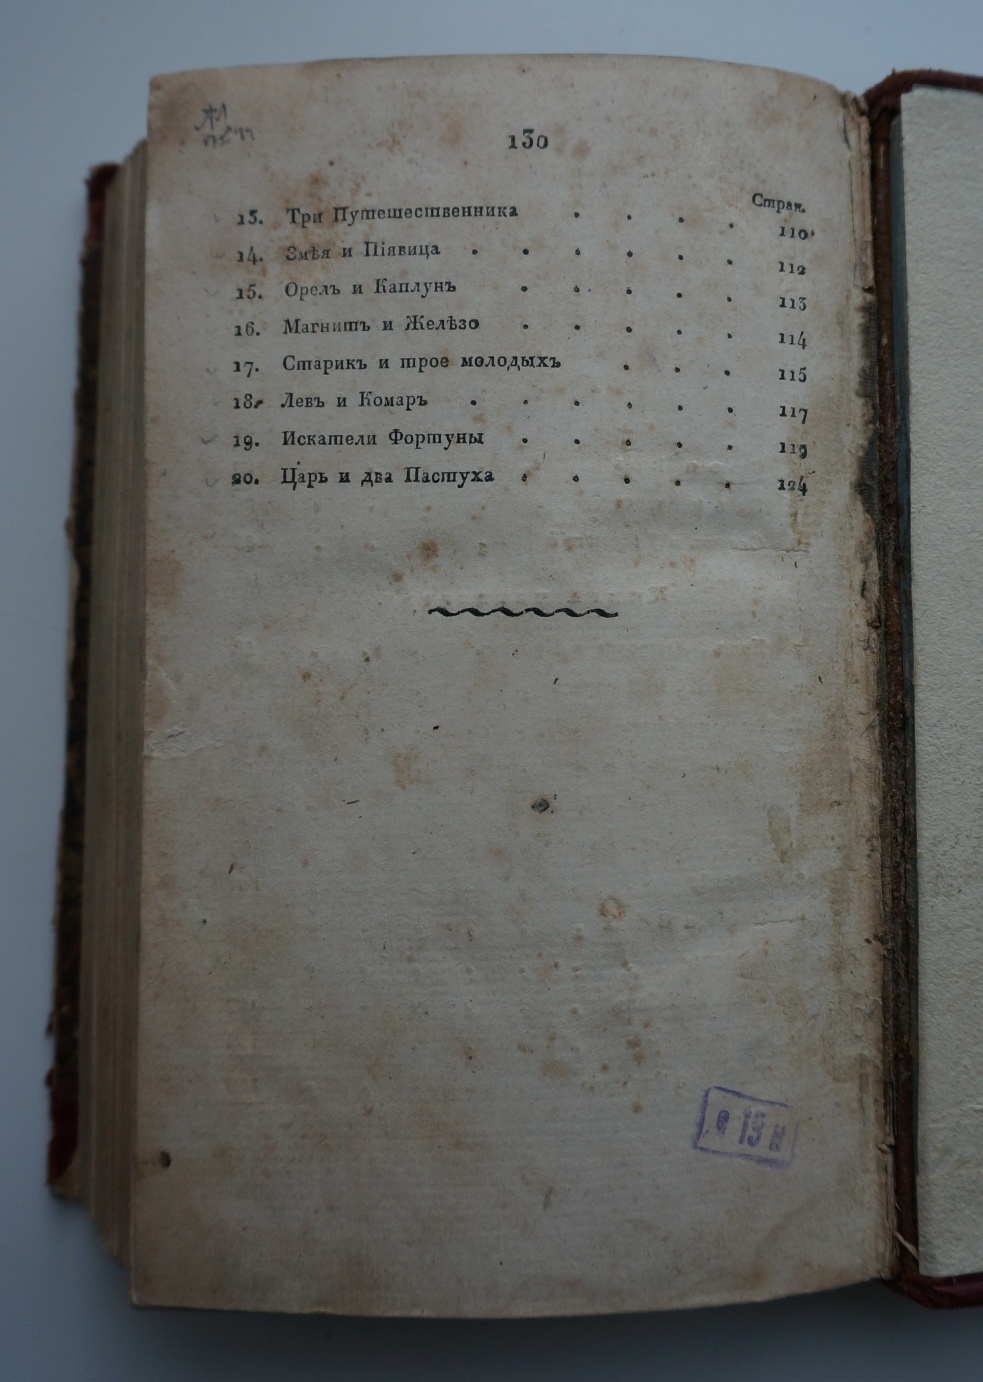 130
Стран.
13. Три Путешественника . . . . 110
14. Змѣя и Піявица . . . . . . 112
15. Орелъ и Каплунъ . . . . . 113
16. Магнитъ и Желѣзо . . . . . 114
17. Старикъ и трое молодыхъ . . . 115
18. Левъ и Комаръ . . . . . . 117
19. Искатели Фортуны . . . . . 119
20. Царь и два Пастуха . . . . . 124